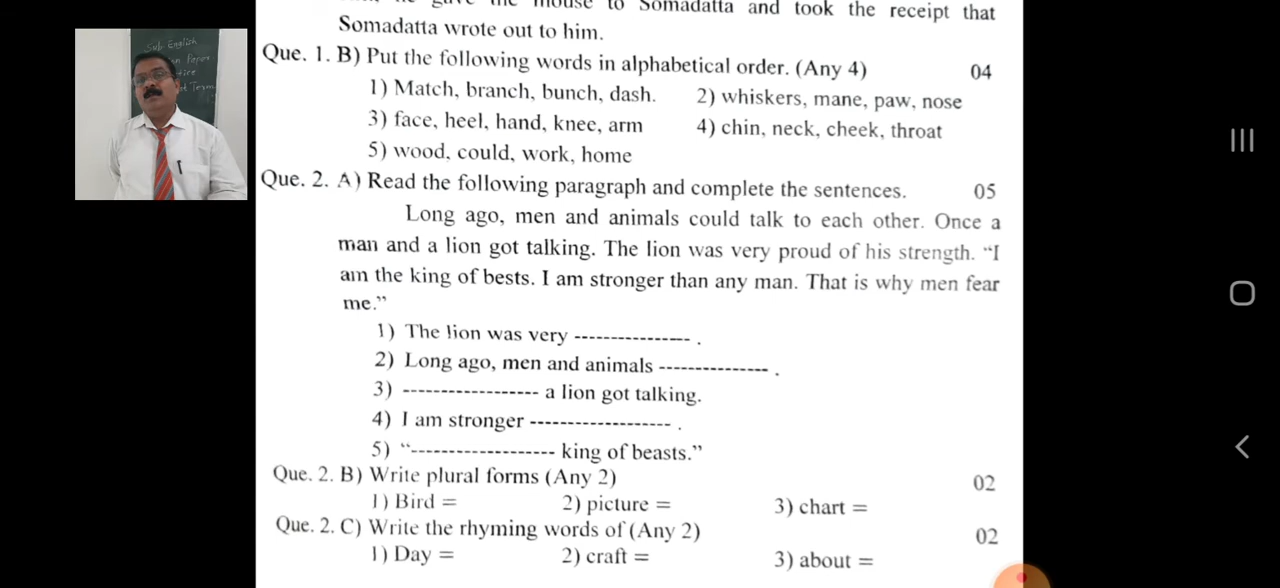 gave the mouse to Somadatta and took the receipt that
Somadatta wrote out to him.
Que. 1. B) Put the following words in alphabetical order. (Any 4) 04
1) Match, branch, bunch, dash. 2) whiskers, mane, paw, nose
3) face, heel, hand, knee, arm 4) chin, neck, cheek, throat
5) wood, could, work, home
Que. 2. A) Read the following paragraph and complete the sentences. 05
Long ago, men and animals could talk to each other. Once a
man and a lion got talking. The lion was very proud of his strength. “I
am the king of bests. I am stronger than any man. That is why men fear
me.”
1) The lion was very ---------------- .
2) Long ago, men and animals --------------- .
3) ------------------- a lion got talking.
4) I am stronger -------------------- .
5) “-------------------- king of beasts.”
Que. 2. B) Write plural forms (Any 2) 02
1) Bird = 2) picture = 3) chart =
Que. 2. C) Write the rhyming words of (Any 2) 02
1) Day = 2) craft = 3) about =
Sub English